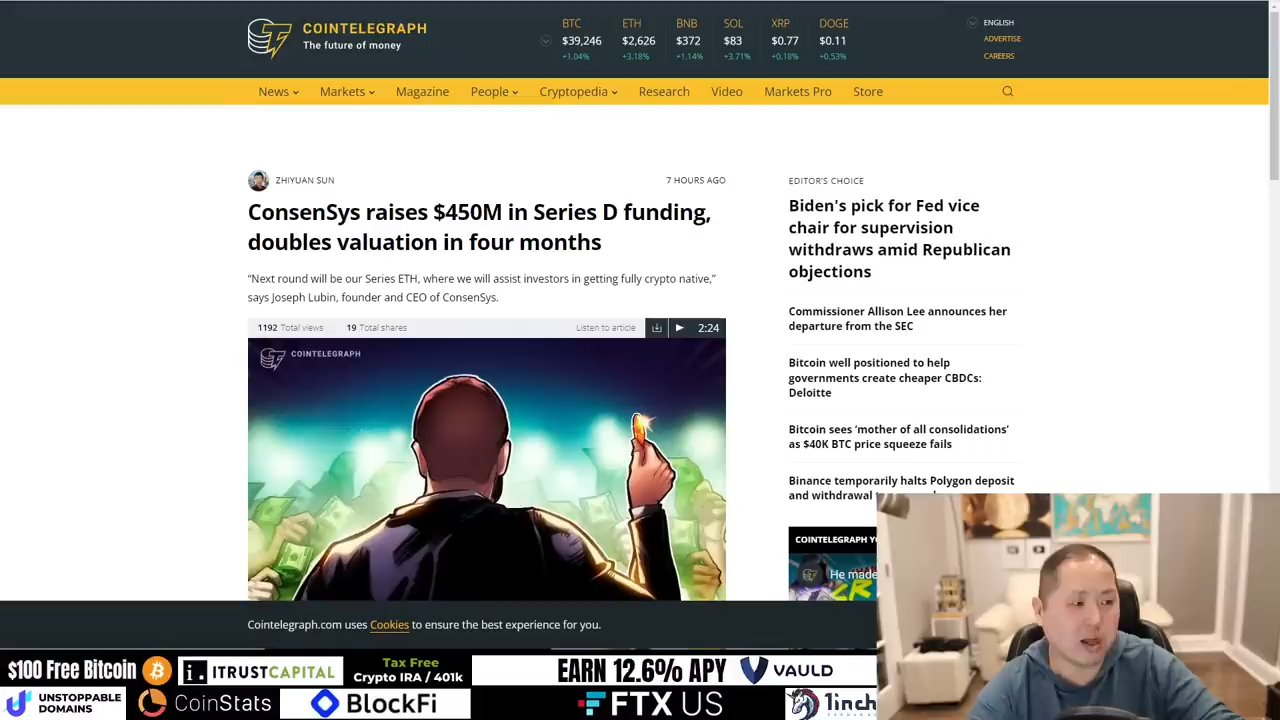 COINTELEGRAPH
The future of money
BTC ETH BNB SOL XRP DOGE
$39,246 $2,626 $372 $83 $0.77 $0.11
+1.04% +3.18% +1.14% +3.71% +0.18% +0.53%
ENGLISH
ADVERTISE
CAREERS
News Markets Magazine People Cryptopedia Research Video Markets Pro Store
ZHIYUAN SUN
7 HOURS AGO
ConsenSys raises $450M in Series D funding,
doubles valuation in four months
“Next round will be our Series ETH, where we will assist investors in getting fully crypto native,”
says Joseph Lubin, founder and CEO of ConsenSys.
1192 Total views 19 Total shares Listen to article 2:24
COINTELEGRAPH
EDITOR'S CHOICE
Biden's pick for Fed vice
chair for supervision
withdraws amid Republican
objections
Commissioner Allison Lee announces her
departure from the SEC
Bitcoin well positioned to help
governments create cheaper CBDCs:
Deloitte
Bitcoin sees ‘mother of all consolidations’
as $40K BTC price squeeze fails
Binance temporarily halts Polygon deposit
and withdrawal
COINTELEGRAPH
He made
Cointelegraph.com uses Cookies to ensure the best experience for you.
$100 Free Bitcoin
ITRUSTCAPITAL
Tax Free
Crypto IRA / 401k
EARN 12.6% APY
VAULD
UNSTOPPABLE
DOMAINS
CoinStats
BlockFi
FTX US
1inch